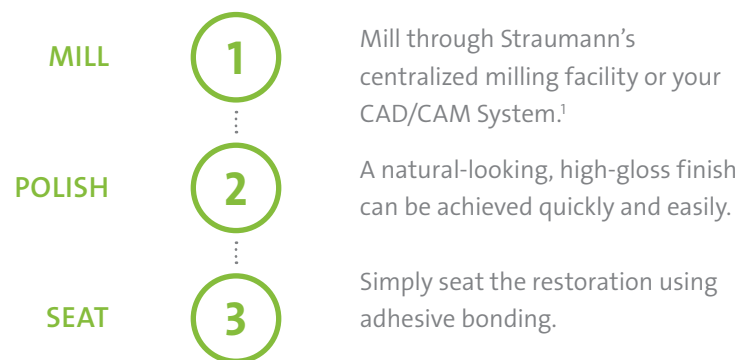 MILL
1
Mill through Straumann’s
centralized milling facility or your
CAD/CAM System.¹
POLISH
2
A natural-looking, high-gloss finish
can be achieved quickly and easily.
SEAT
3
Simply seat the restoration using
adhesive bonding.